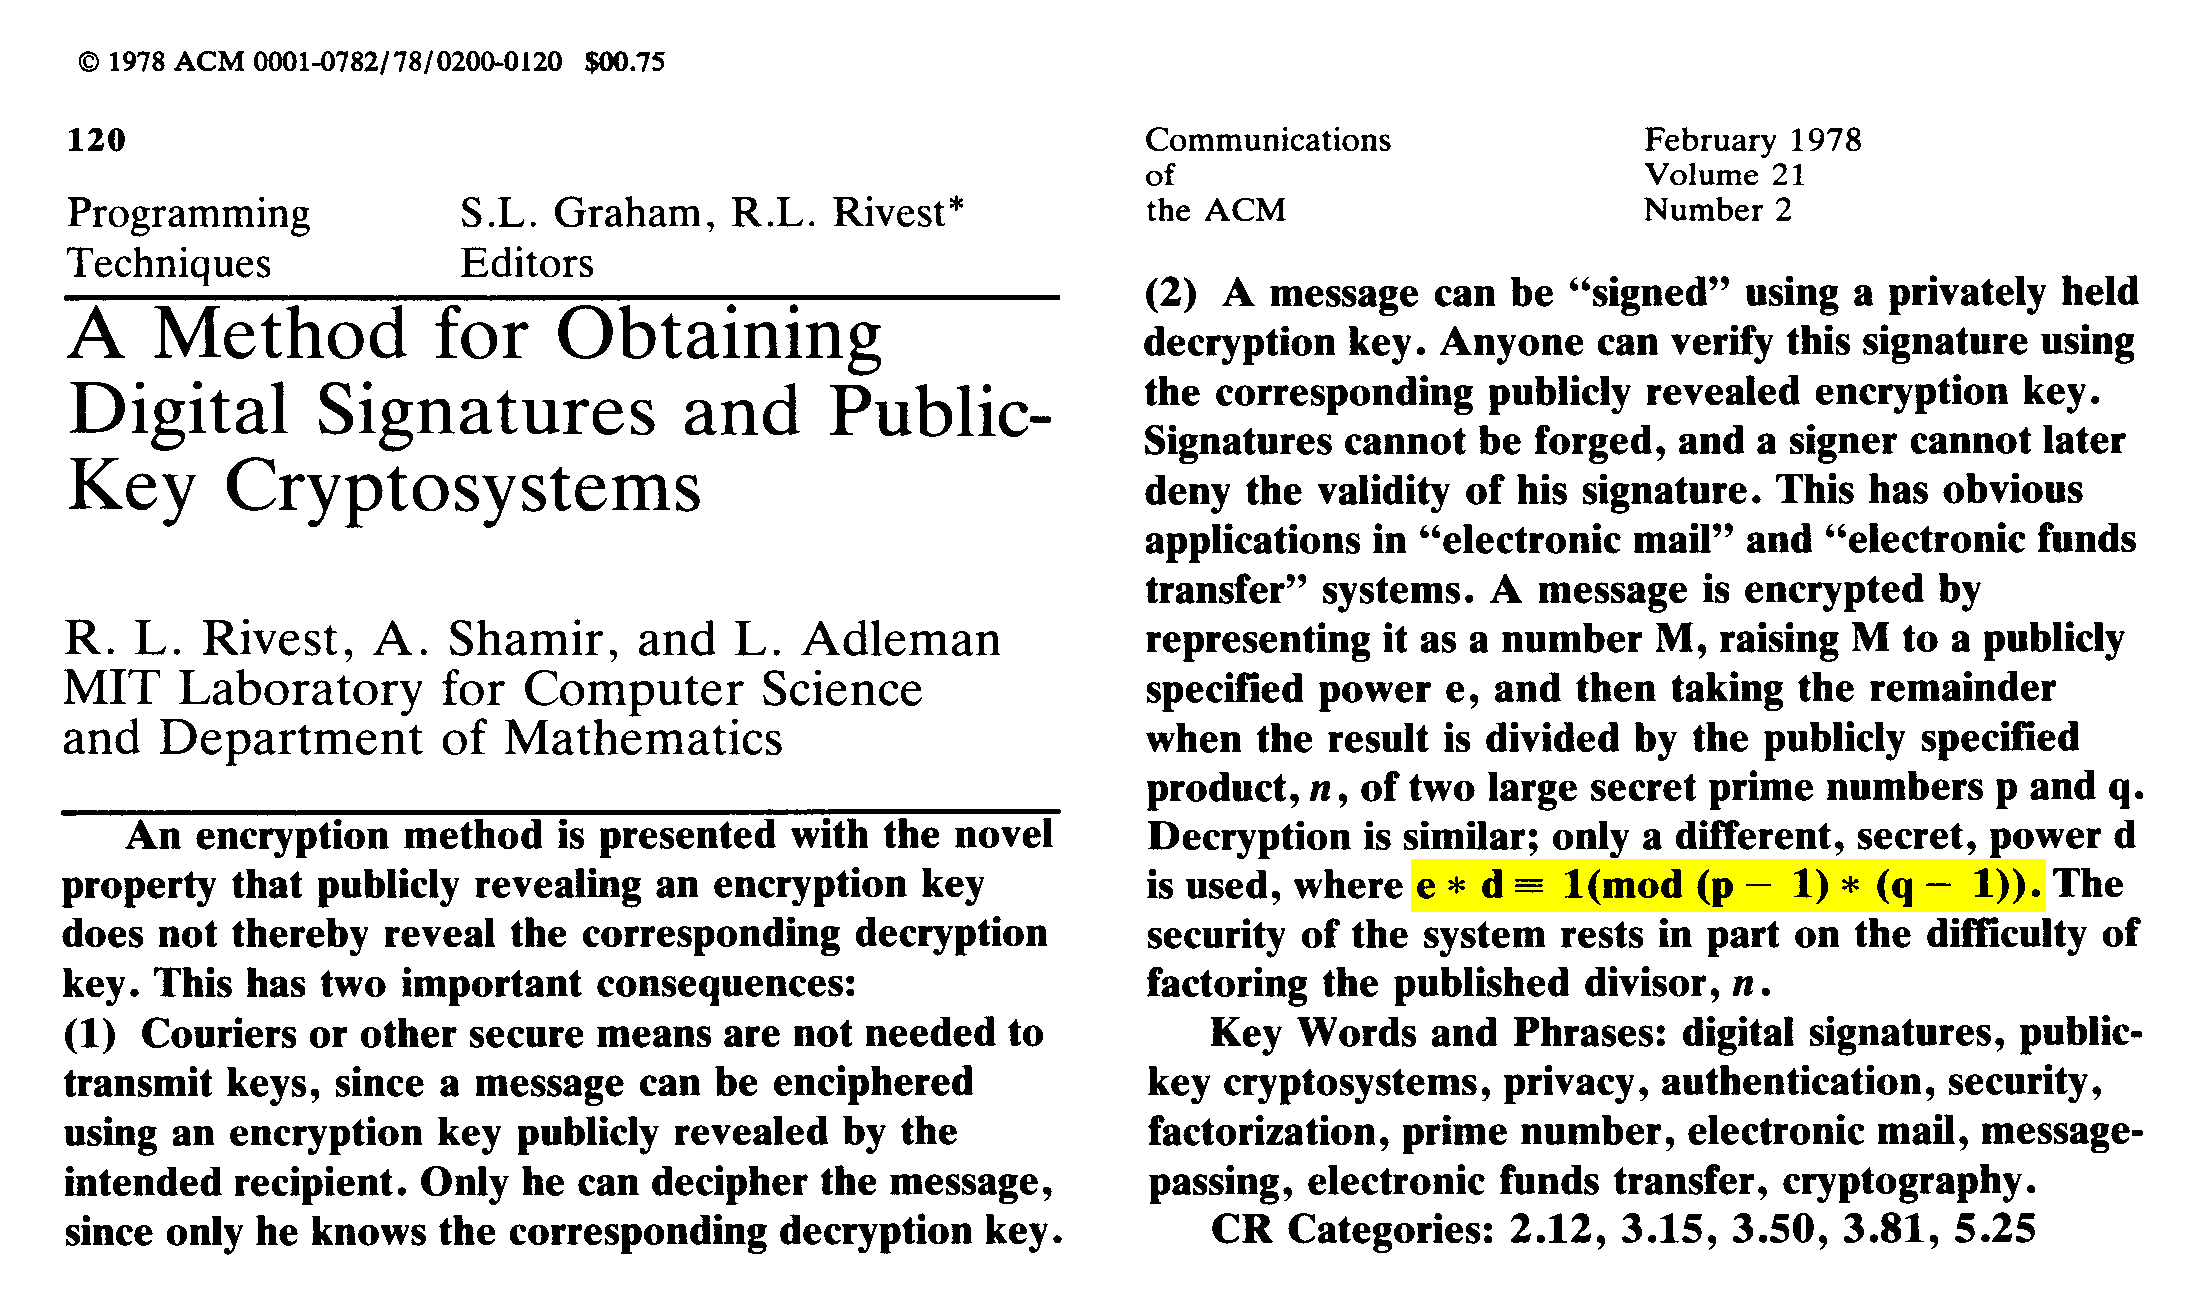 © 1978 ACM 0001-0782/78/0200-0120 $00.75
120
Programming Techniques
S.L. Graham, R.L. Rivest*
Editors
A Method for Obtaining
Digital Signatures and Public-
Key Cryptosystems
R. L. Rivest, A. Shamir, and L. Adleman
MIT Laboratory for Computer Science
and Department of Mathematics
An encryption method is presented with the novel
property that publicly revealing an encryption key
does not thereby reveal the corresponding decryption
key. This has two important consequences:
(1) Couriers or other secure means are not needed to
transmit keys, since a message can be enciphered
using an encryption key publicly revealed by the
intended recipient. Only he can decipher the message,
since only he knows the corresponding decryption key.
Communications
of
the ACM
February 1978
Volume 21
Number 2
(2) A message can be “signed” using a privately held
decryption key. Anyone can verify this signature using
the corresponding publicly revealed encryption key.
Signatures cannot be forged, and a signer cannot later
deny the validity of his signature. This has obvious
applications in “electronic mail” and “electronic funds
transfer” systems. A message is encrypted by
representing it as a number M, raising M to a publicly
specified power e, and then taking the remainder
when the result is divided by the publicly specified
product, n, of two large secret prime numbers p and q.
Decryption is similar; only a different, secret, power d
is used, where e * d ≡ 1(mod (p − 1) * (q − 1)). The
security of the system rests in part on the difficulty of
factoring the published divisor, n.
Key Words and Phrases: digital signatures, public-
key cryptosystems, privacy, authentication, security,
factorization, prime number, electronic mail, message-
passing, electronic funds transfer, cryptography.
CR Categories: 2.12, 3.15, 3.50, 3.81, 5.25